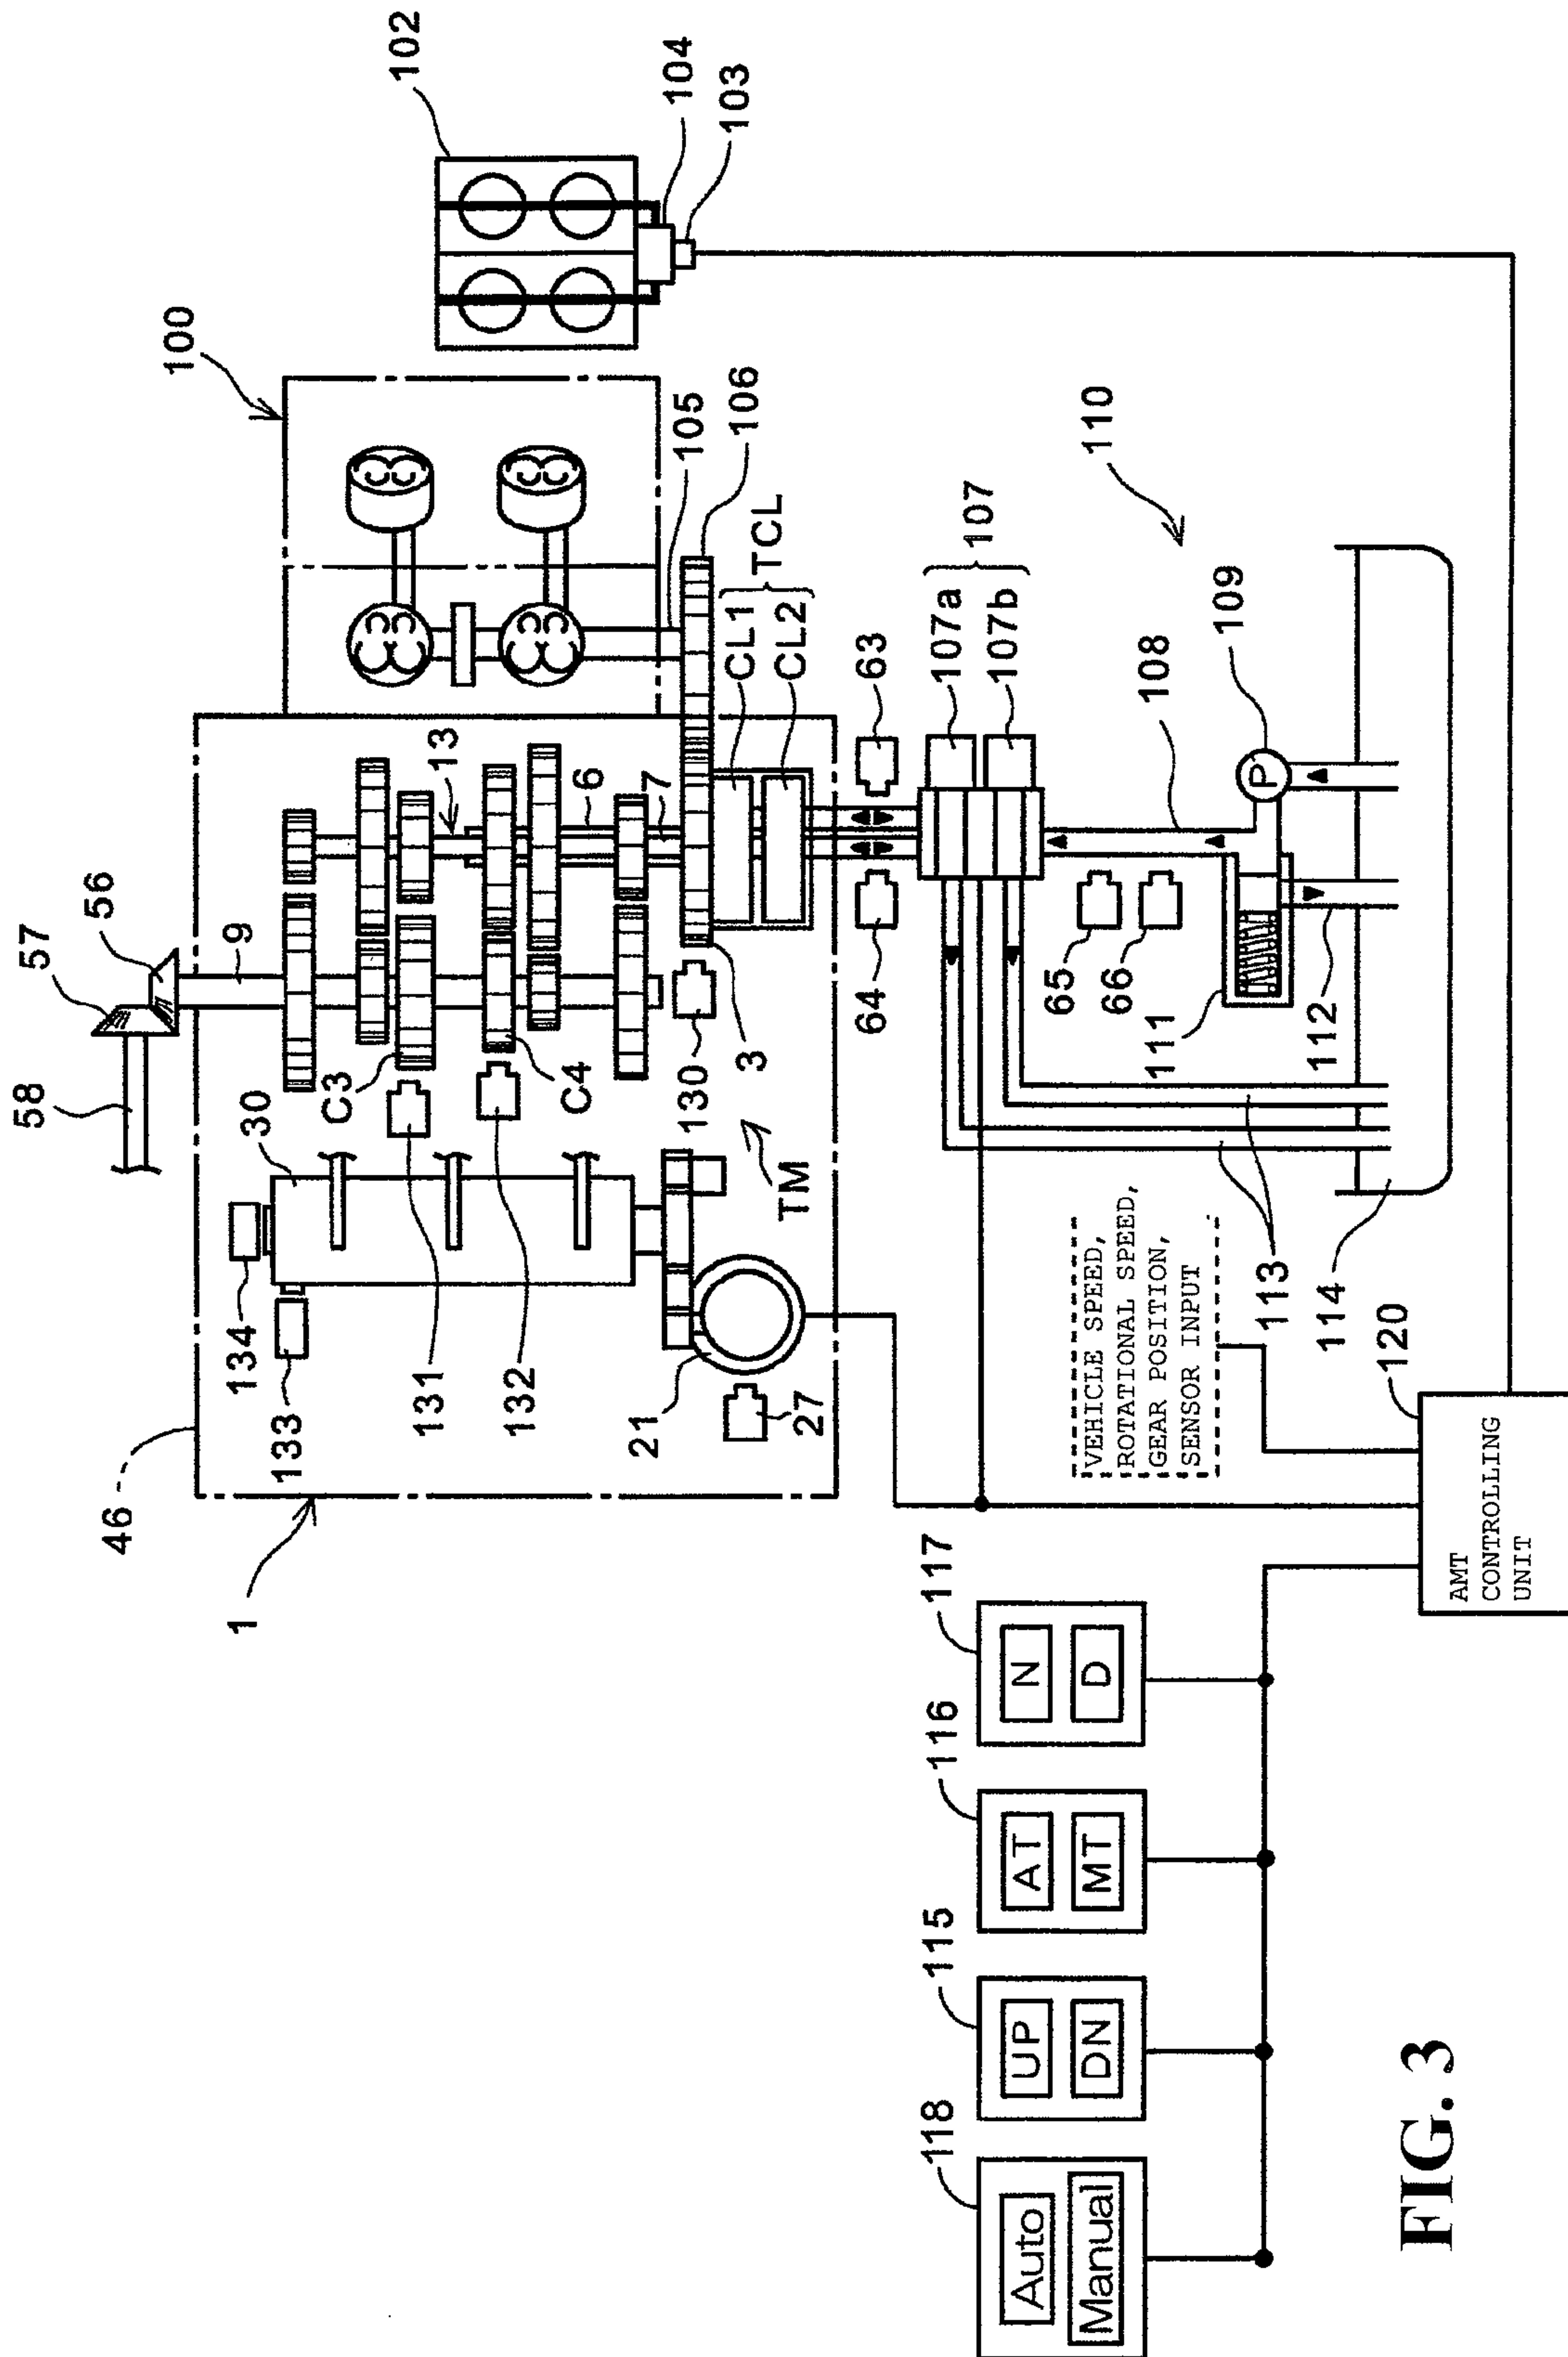 102
104
103
100
106
105
TCL
CL1
CL2
110
107
107a
107b
109
108
P
63
64
65
66
111
112
113
114
57
56
58
9
13
6
7
C3
C4
30
130
3
TM
134
133
131
132
21
27
46
1
VEHICLE SPEED,
ROTATIONAL SPEED,
GEAR POSITION,
SENSOR INPUT
120
AMT
CONTROLLING
UNIT
117
N
D
116
AT
MT
115
UP
DN
118
Auto
Manual
FIG. 3